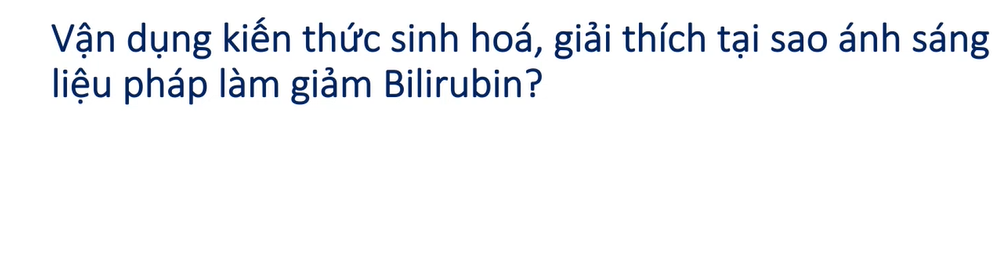 Vận dụng kiến thức sinh hoá, giải thích tại sao ánh sáng
liệu pháp làm giảm Bilirubin?